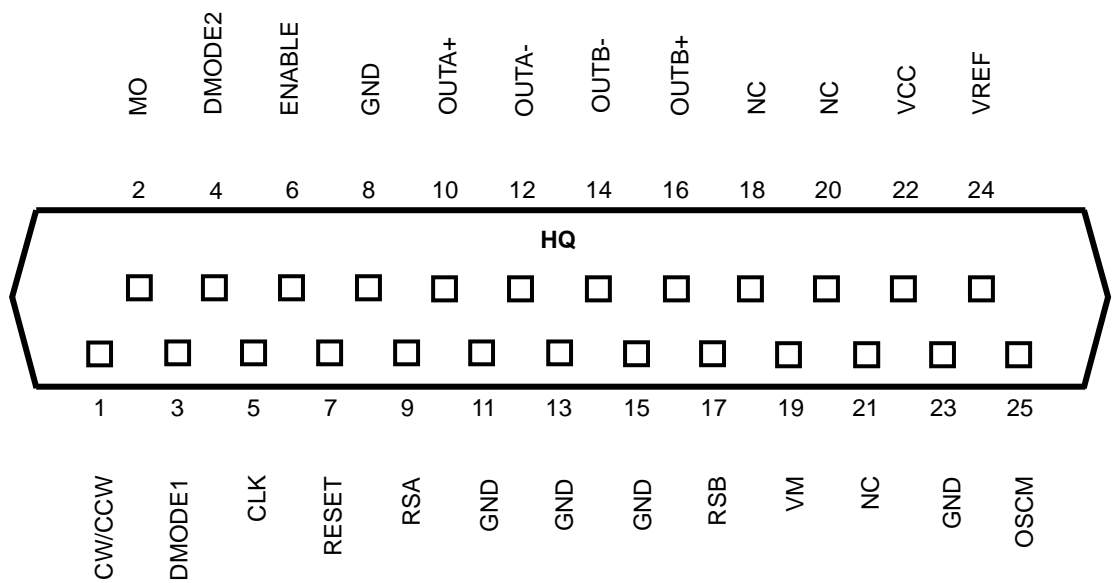 MO DMODE2 ENABLE GND OUTA+ OUTA- OUTB- OUTB+ NC NC VCC VREF
2 4 6 8 10 12 14 16 18 20 22 24
HQ
1 3 5 7 9 11 13 15 17 19 21 23 25
CW/CCW DMODE1 CLK RESET RSA GND GND GND RSB VM NC GND OSCM